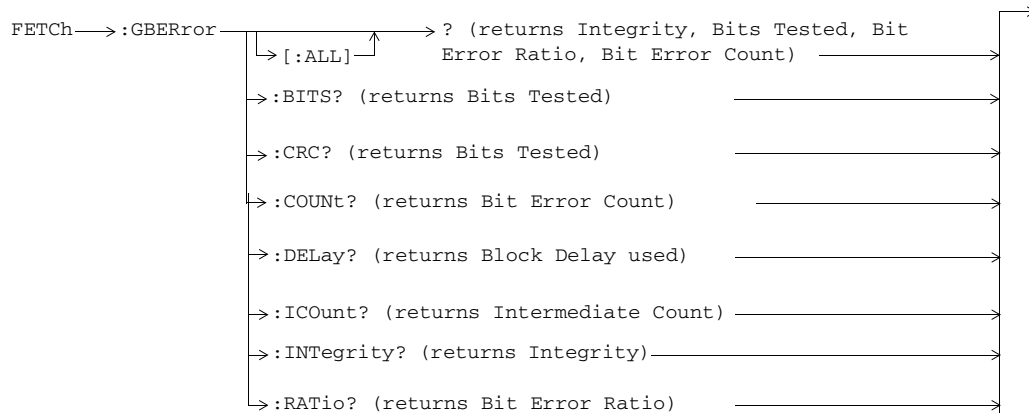 FETCh :GBERror ? (returns Integrity, Bits Tested, Bit
[:ALL] Error Ratio, Bit Error Count)
:BITS? (returns Bits Tested)
:CRC? (returns Bits Tested)
:COUNt? (returns Bit Error Count)
:DELay? (returns Block Delay used)
:ICOunt? (returns Intermediate Count)
:INTegrity? (returns Integrity)
:RATio? (returns Bit Error Ratio)